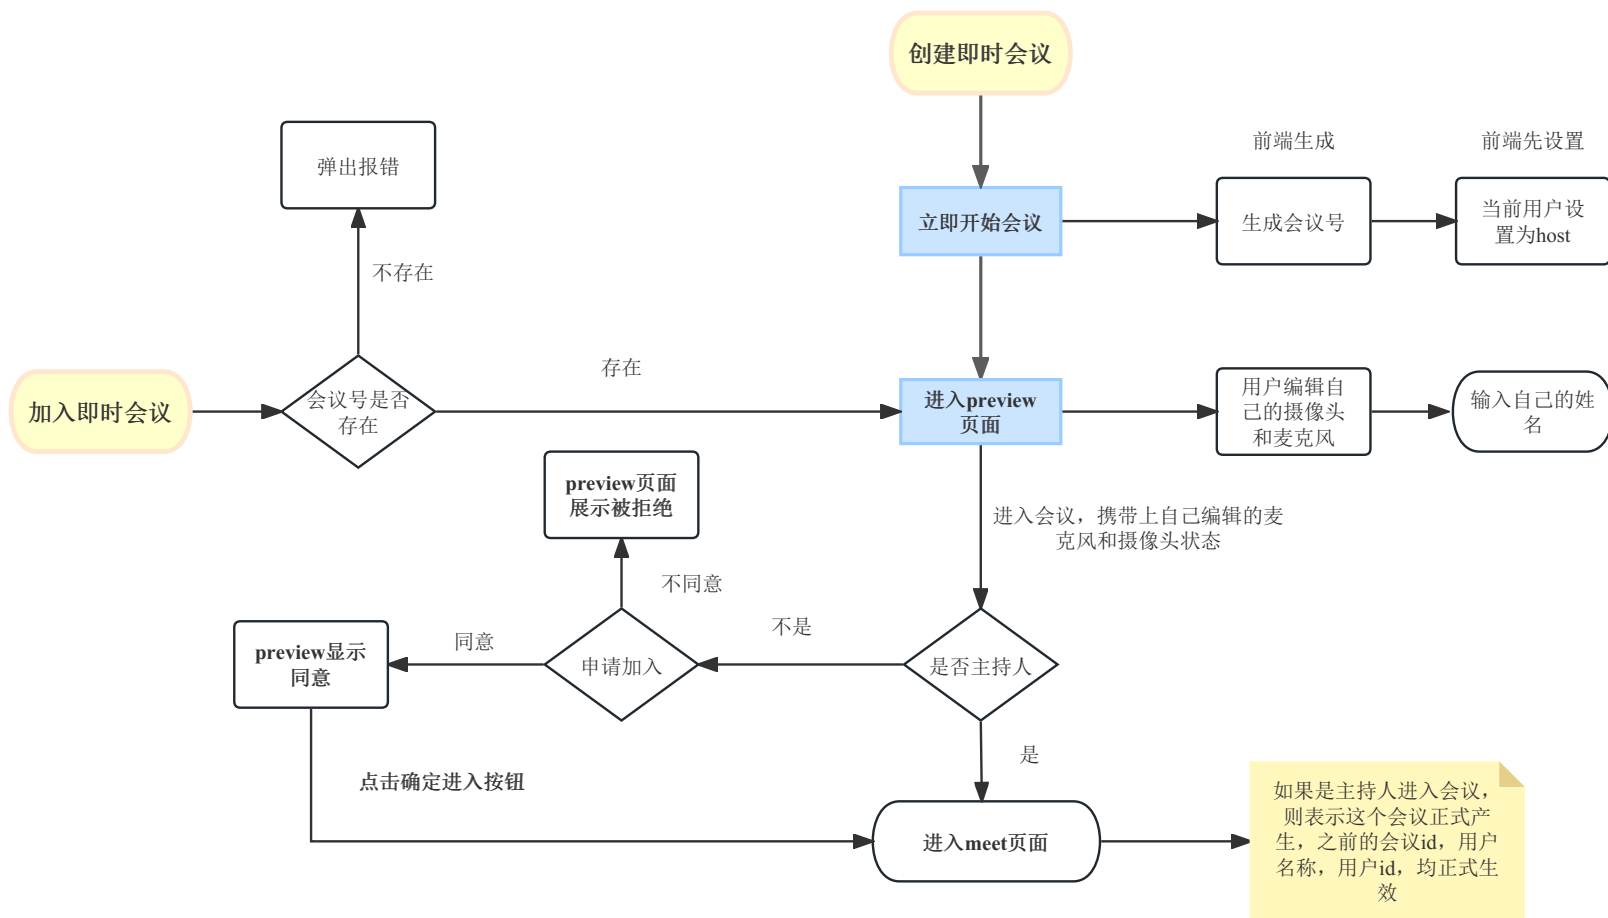 创建即时会议
前端生成
前端先设置
弹出报错
立即开始会议
生成会议号
当前用户设
置为host
不存在
存在
加入即时会议
会议号是否
存在
进入preview
页面
用户编辑自
己的摄像头
和麦克风
输入自己的姓
名
preview页面
展示被拒绝
进入会议，携带上自己编辑的麦
克风和摄像头状态
不同意
不是
同意
preview显示
同意
申请加入
是否主持人
是
点击确定进入按钮
进入meet页面
如果是主持人进入会议，
则表示这个会议正式产
生，之前的会议id，用户
名称，用户id，均正式生
效